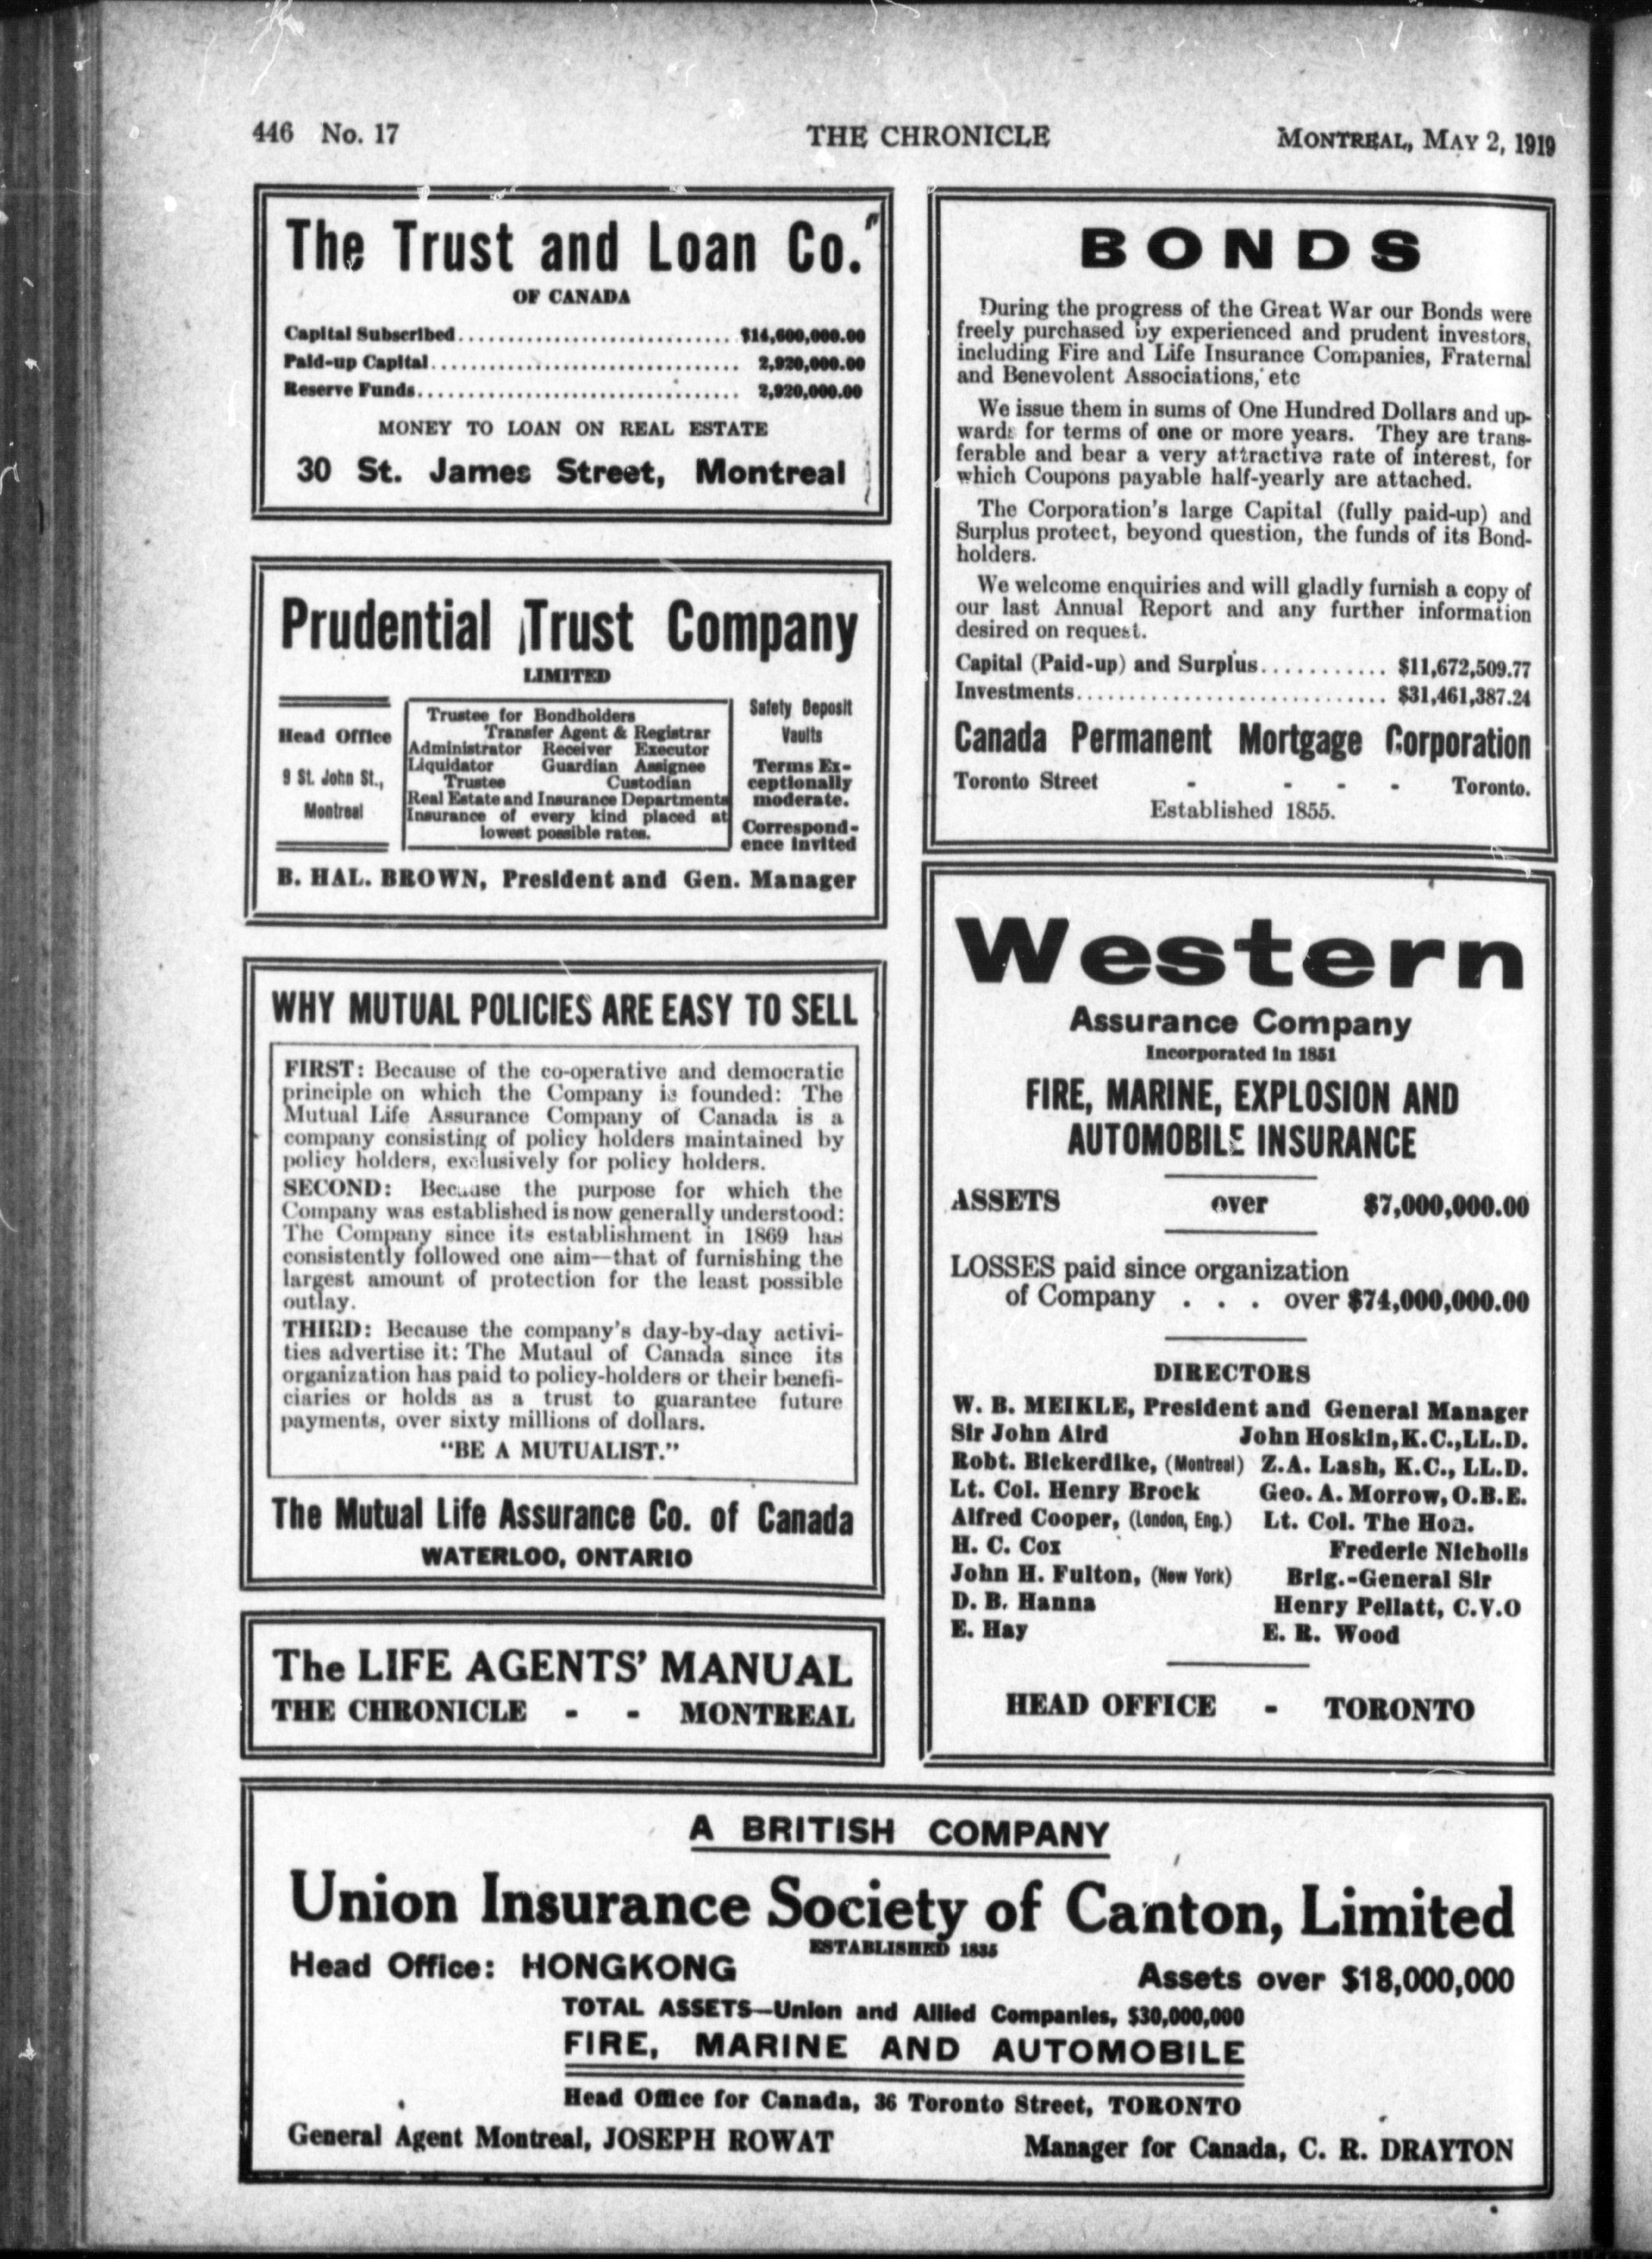 446 No. 17 THE CHRONICLE MONTREAL, MAY 2, 1919
The Trust and Loan Co.
OF CANADA
Capital Subscribed.............................$14,600,000.00
Paid-up Capital................................ 2,920,000.00
Reserve Funds................................. 2,920,000.00
MONEY TO LOAN ON REAL ESTATE
30 St. James Street, Montreal
Prudential Trust Company
LIMITED
Head Office
9 St. John St.,
Montreal
Trustee for Bondholders
Transfer Agent & Registrar
Administrator Receiver Executor
Liquidator Guardian Assignee
Trustee Custodian
Real Estate and Insurance Departments
Insurance of every kind placed at
lowest possible rates.
Safety Deposit
Vaults
Terms Ex-
ceptionally
moderate.
Correspond-
ence invited
B. HAL. BROWN, President and Gen. Manager
WHY MUTUAL POLICIES ARE EASY TO SELL
FIRST: Because of the co-operative and democratic
principle on which the Company is founded: The
Mutual Life Assurance Company of Canada is a
company consisting of policy holders maintained by
policy holders, exclusively for policy holders.
SECOND: Because the purpose for which the
Company was established is now generally understood:
The Company since its establishment in 1869 has
consistently followed one aim—that of furnishing the
largest amount of protection for the least possible
outlay.
THIRD: Because the company's day-by-day activi-
ties advertise it: The Mutaul of Canada since its
organization has paid to policy-holders or their benefi-
ciaries or holds as a trust to guarantee future
payments, over sixty millions of dollars.
"BE A MUTUALIST."
The Mutual Life Assurance Co. of Canada
WATERLOO, ONTARIO
The LIFE AGENTS' MANUAL
THE CHRONICLE - - MONTREAL
BONDS
During the progress of the Great War our Bonds were
freely purchased by experienced and prudent investors,
including Fire and Life Insurance Companies, Fraternal
and Benevolent Associations, etc
We issue them in sums of One Hundred Dollars and up-
wards for terms of one or more years. They are trans-
ferable and bear a very attractive rate of interest, for
which Coupons payable half-yearly are attached.
The Corporation's large Capital (fully paid-up) and
Surplus protect, beyond question, the funds of its Bond-
holders.
We welcome enquiries and will gladly furnish a copy of
our last Annual Report and any further information
desired on request.
Capital (Paid-up) and Surplus........... $11,672,509.77
Investments............................ $31,461,387.24
Canada Permanent Mortgage Corporation
Toronto Street - - - - Toronto.
Established 1855.
Western
Assurance Company
Incorporated in 1851
FIRE, MARINE, EXPLOSION AND
AUTOMOBILE INSURANCE
ASSETS over $7,000,000.00
LOSSES paid since organization
of Company . . . over $74,000,000.00
DIRECTORS
W. B. MEIKLE, President and General Manager
Sir John Aird John Hoskin, K.C., LL.D.
Robt. Bickerdike, (Montreal) Z.A. Lash, K.C., LL.D.
Lt. Col. Henry Brock Geo. A. Morrow, O.B.E.
Alfred Cooper, (London, Eng.) Lt. Col. The Hon.
H. C. Cox Frederic Nicholls
John H. Fulton, (New York) Brig.-General Sir
D. B. Hanna Henry Pellatt, C.V.O
E. Hay E. R. Wood
HEAD OFFICE - TORONTO
A BRITISH COMPANY
Union Insurance Society of Canton, Limited
ESTABLISHED 1835
Head Office: HONGKONG Assets over $18,000,000
TOTAL ASSETS—Union and Allied Companies, $30,000,000
FIRE, MARINE AND AUTOMOBILE
Head Office for Canada, 36 Toronto Street, TORONTO
General Agent Montreal, JOSEPH ROWAT Manager for Canada, C. R. DRAYTON